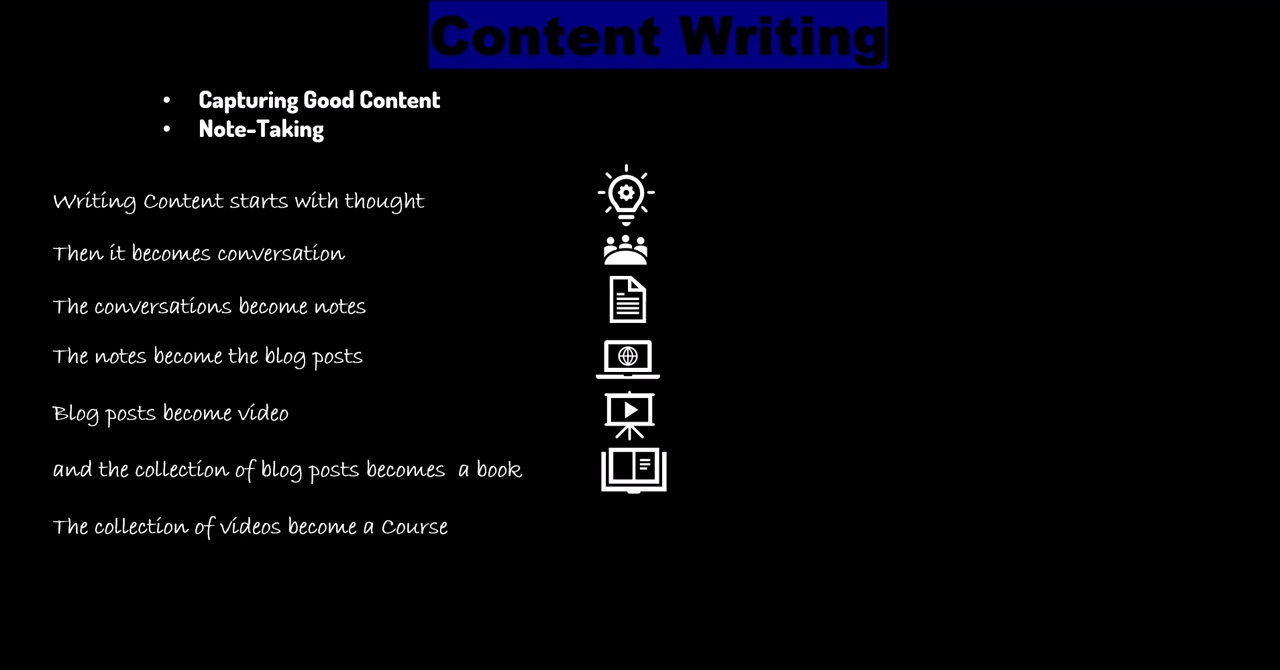 Content Writing
• Capturing Good Content
• Note-Taking
Writing Content starts with thought
Then it becomes conversation
The conversations become notes
The notes become the blog posts
Blog posts become video
and the collection of blog posts becomes  a book
The collection of videos become a Course